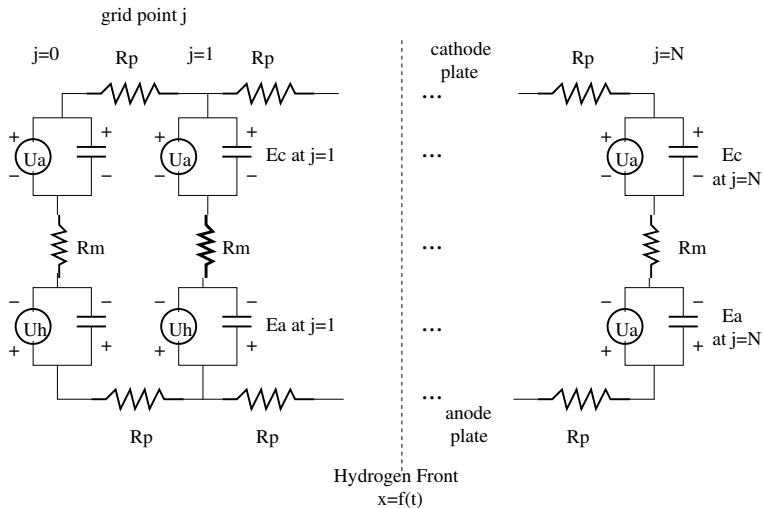 grid point j
j=0
Rp
j=1
Rp
cathode
plate
Rp
j=N
...
+
+
+
+
+
+
Ua
Ua
Ec at j=1
...
Ua
Ec
at j=N
−
−
−
−
−
−
Rm
Rm
...
Rm
−
−
−
−
−
−
Uh
Uh
Ea at j=1
...
Ua
Ea
at j=N
+
+
+
+
+
+
...
Rp
Rp
anode
plate
Rp
Hydrogen Front
x=f(t)